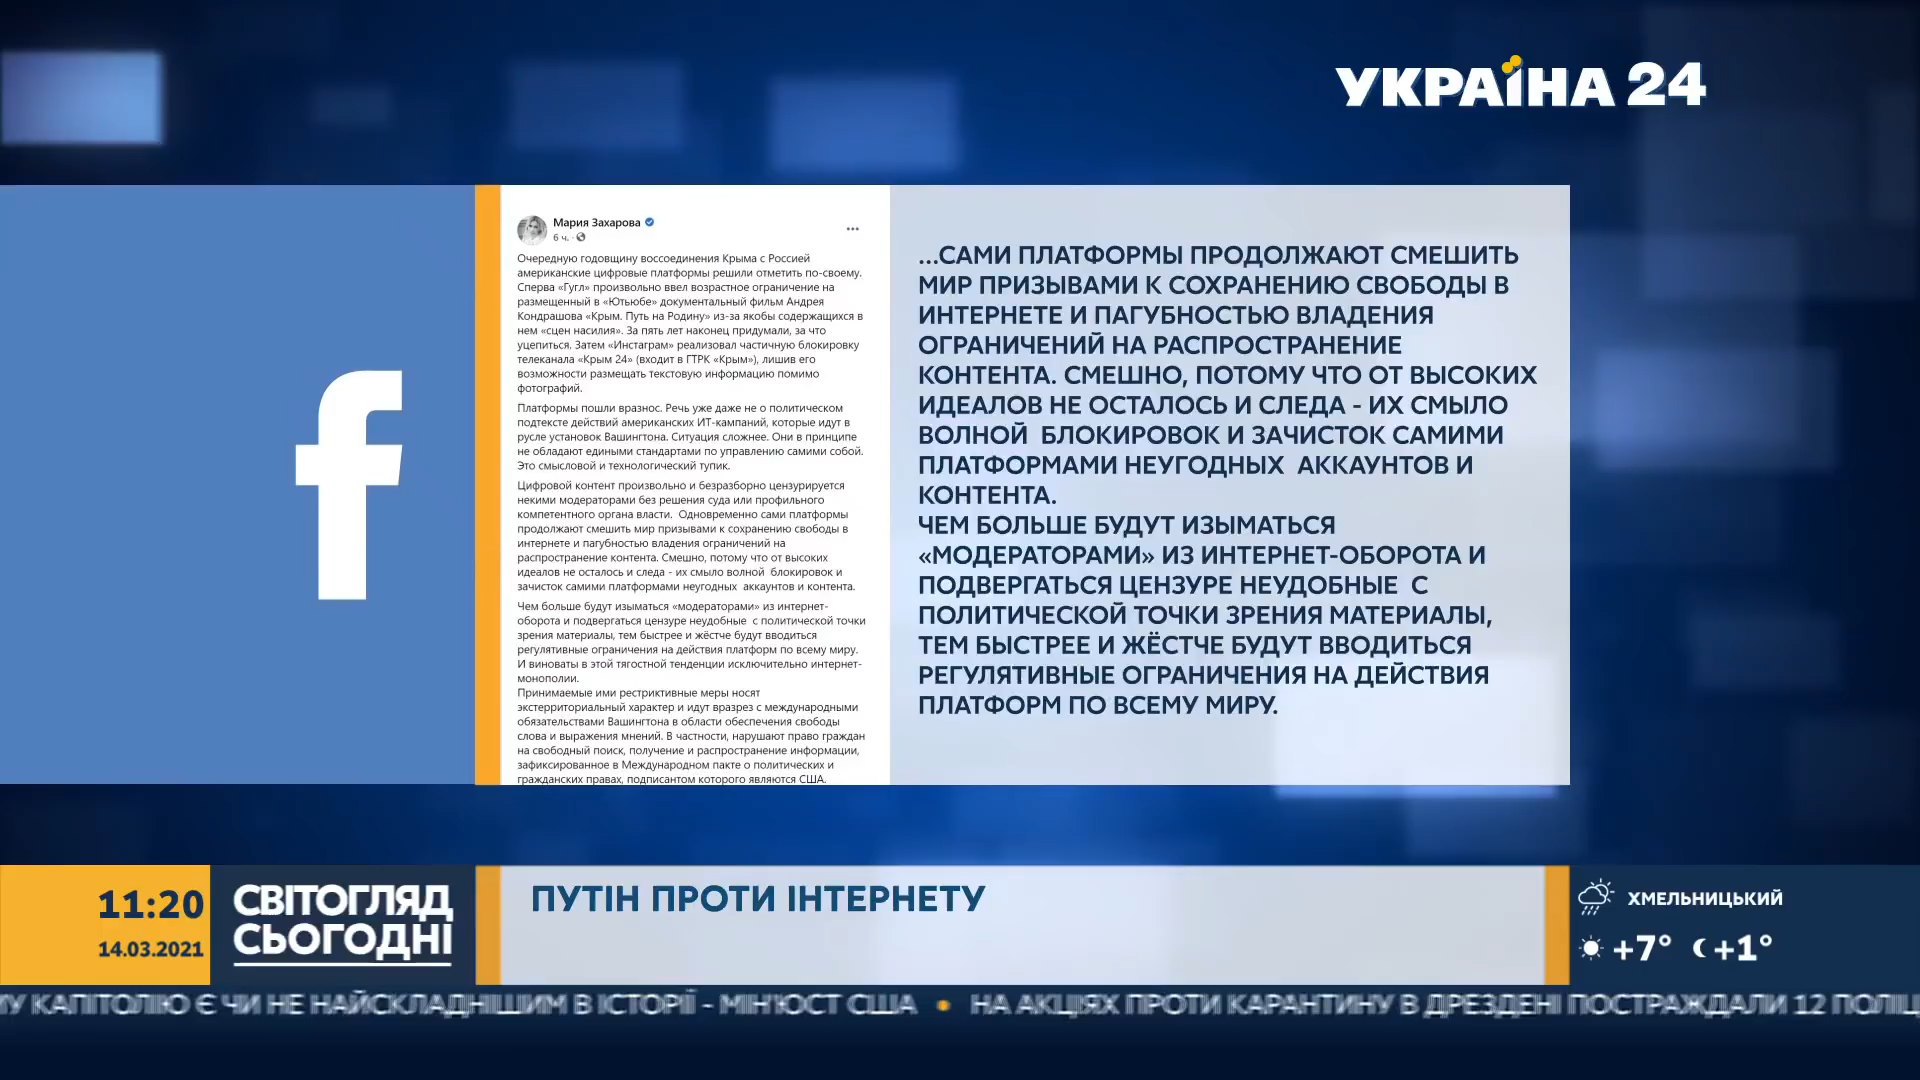 УКРАЇНА 24
Мария Захарова
6 ч. ·
Очередную годовщину воссоединения Крыма с Россией
американские цифровые платформы решили отметить по-своему.
Сперва «Гугл» произвольно ввел возрастное ограничение на
размещенный в «Ютьюбе» документальный фильм Андрея
Кондрашова «Крым. Путь на Родину» из-за якобы содержащихся в
нем «сцен насилия». За пять лет наконец придумали, за что
уцепиться. Затем «Инстаграм» реализовал частичную блокировку
телеканала «Крым 24» (входит в ГТРК «Крым»), лишив его
возможности размещать текстовую информацию помимо
фотографий.
Платформы пошли вразнос. Речь уже даже не о политическом
подтексте действий американских ИТ-кампаний, которые идут в
русле установок Вашингтона. Ситуация сложнее. Они в принципе
не обладают едиными стандартами по управлению самими собой.
Это смысловой и технологический тупик.
Цифровой контент произвольно и безразборно цензурируется
некими модераторами без решения суда или профильного
компетентного органа власти. Одновременно сами платформы
продолжают смешить мир призывами к сохранению свободы в
интернете и пагубностью владения ограничений на
распространение контента. Смешно, потому что от высоких
идеалов не осталось и следа - их смыло волной блокировок и
зачисток самими платформами неугодных аккаунтов и контента.
Чем больше будут изыматься «модераторами» из интернет-
оборота и подвергаться цензуре неудобные с политической точки
зрения материалы, тем быстрее и жёстче будут вводиться
регулятивные ограничения на действия платформ по всему миру.
И виноваты в этой тягостной тенденции исключительно интернет-
монополии.
Принимаемые ими рестриктивные меры носят
экстерриториальный характер и идут вразрез с международными
обязательствами Вашингтона в области обеспечения свободы
слова и выражения мнений. В частности, нарушают право граждан
на свободный поиск, получение и распространение информации,
зафиксированное в Международном пакте о политических и
гражданских правах, подписантом которого являются США.
...САМИ ПЛАТФОРМЫ ПРОДОЛЖАЮТ СМЕШИТЬ
МИР ПРИЗЫВАМИ К СОХРАНЕНИЮ СВОБОДЫ В
ИНТЕРНЕТЕ И ПАГУБНОСТЬЮ ВЛАДЕНИЯ
ОГРАНИЧЕНИЙ НА РАСПРОСТРАНЕНИЕ
КОНТЕНТА. СМЕШНО, ПОТОМУ ЧТО ОТ ВЫСОКИХ
ИДЕАЛОВ НЕ ОСТАЛОСЬ И СЛЕДА - ИХ СМЫЛО
ВОЛНОЙ БЛОКИРОВОК И ЗАЧИСТОК САМИМИ
ПЛАТФОРМАМИ НЕУГОДНЫХ АККАУНТОВ И
КОНТЕНТА.
ЧЕМ БОЛЬШЕ БУДУТ ИЗЫМАТЬСЯ
«МОДЕРАТОРАМИ» ИЗ ИНТЕРНЕТ-ОБОРОТА И
ПОДВЕРГАТЬСЯ ЦЕНЗУРЕ НЕУДОБНЫЕ С
ПОЛИТИЧЕСКОЙ ТОЧКИ ЗРЕНИЯ МАТЕРИАЛЫ,
ТЕМ БЫСТРЕЕ И ЖЁСТЧЕ БУДУТ ВВОДИТЬСЯ
РЕГУЛЯТИВНЫЕ ОГРАНИЧЕНИЯ НА ДЕЙСТВИЯ
ПЛАТФОРМ ПО ВСЕМУ МИРУ.
11:20
14.03.2021
СВІТОГЛЯД
СЬОГОДНІ
ПУТІН ПРОТИ ІНТЕРНЕТУ
ХМЕЛЬНИЦЬКИЙ
+7° +1°
КАПІТОЛІЮ Є ЧИ НЕ НАЙСКЛАДНІШИМ В ІСТОРІЇ - МІН'ЮСТ США • НА АКЦІЯХ ПРОТИ КАРАНТИНУ В ДРЕЗДЕНІ ПОСТРАЖДАЛИ 12